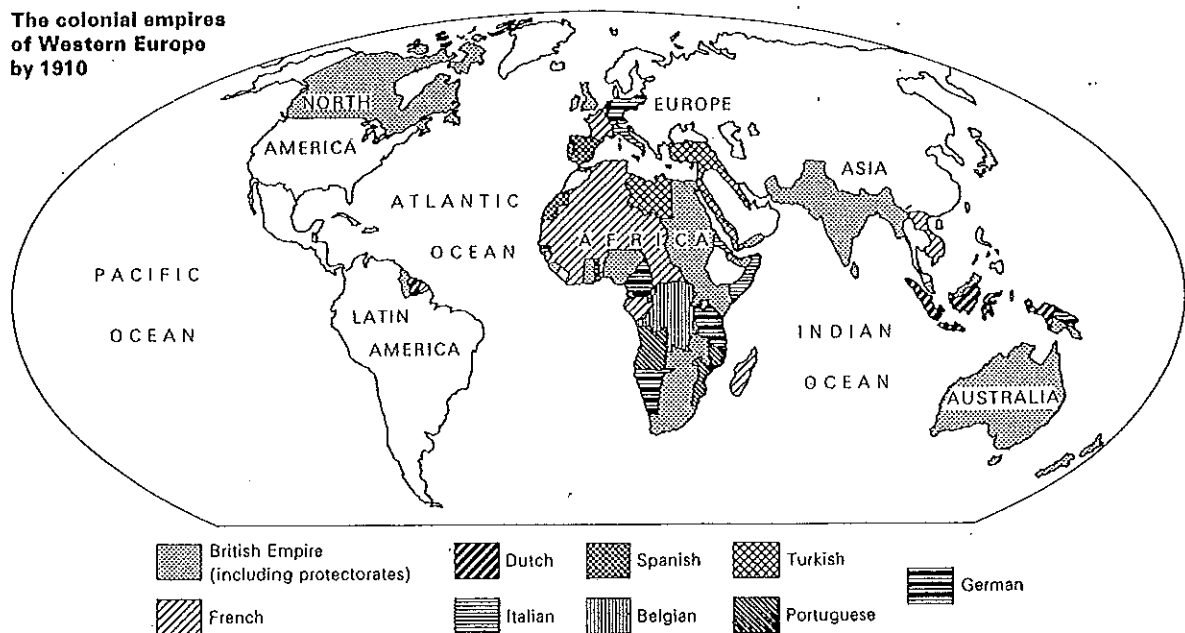 The colonial empires
of Western Europe
by 1910
NORTH
AMERICA
EUROPE
ASIA
ATLANTIC
OCEAN
AFRICA
PACIFIC
OCEAN
LATIN
AMERICA
INDIAN
OCEAN
AUSTRALIA
British Empire
(including protectorates)
Dutch
Spanish
Turkish
German
French
Italian
Belgian
Portuguese